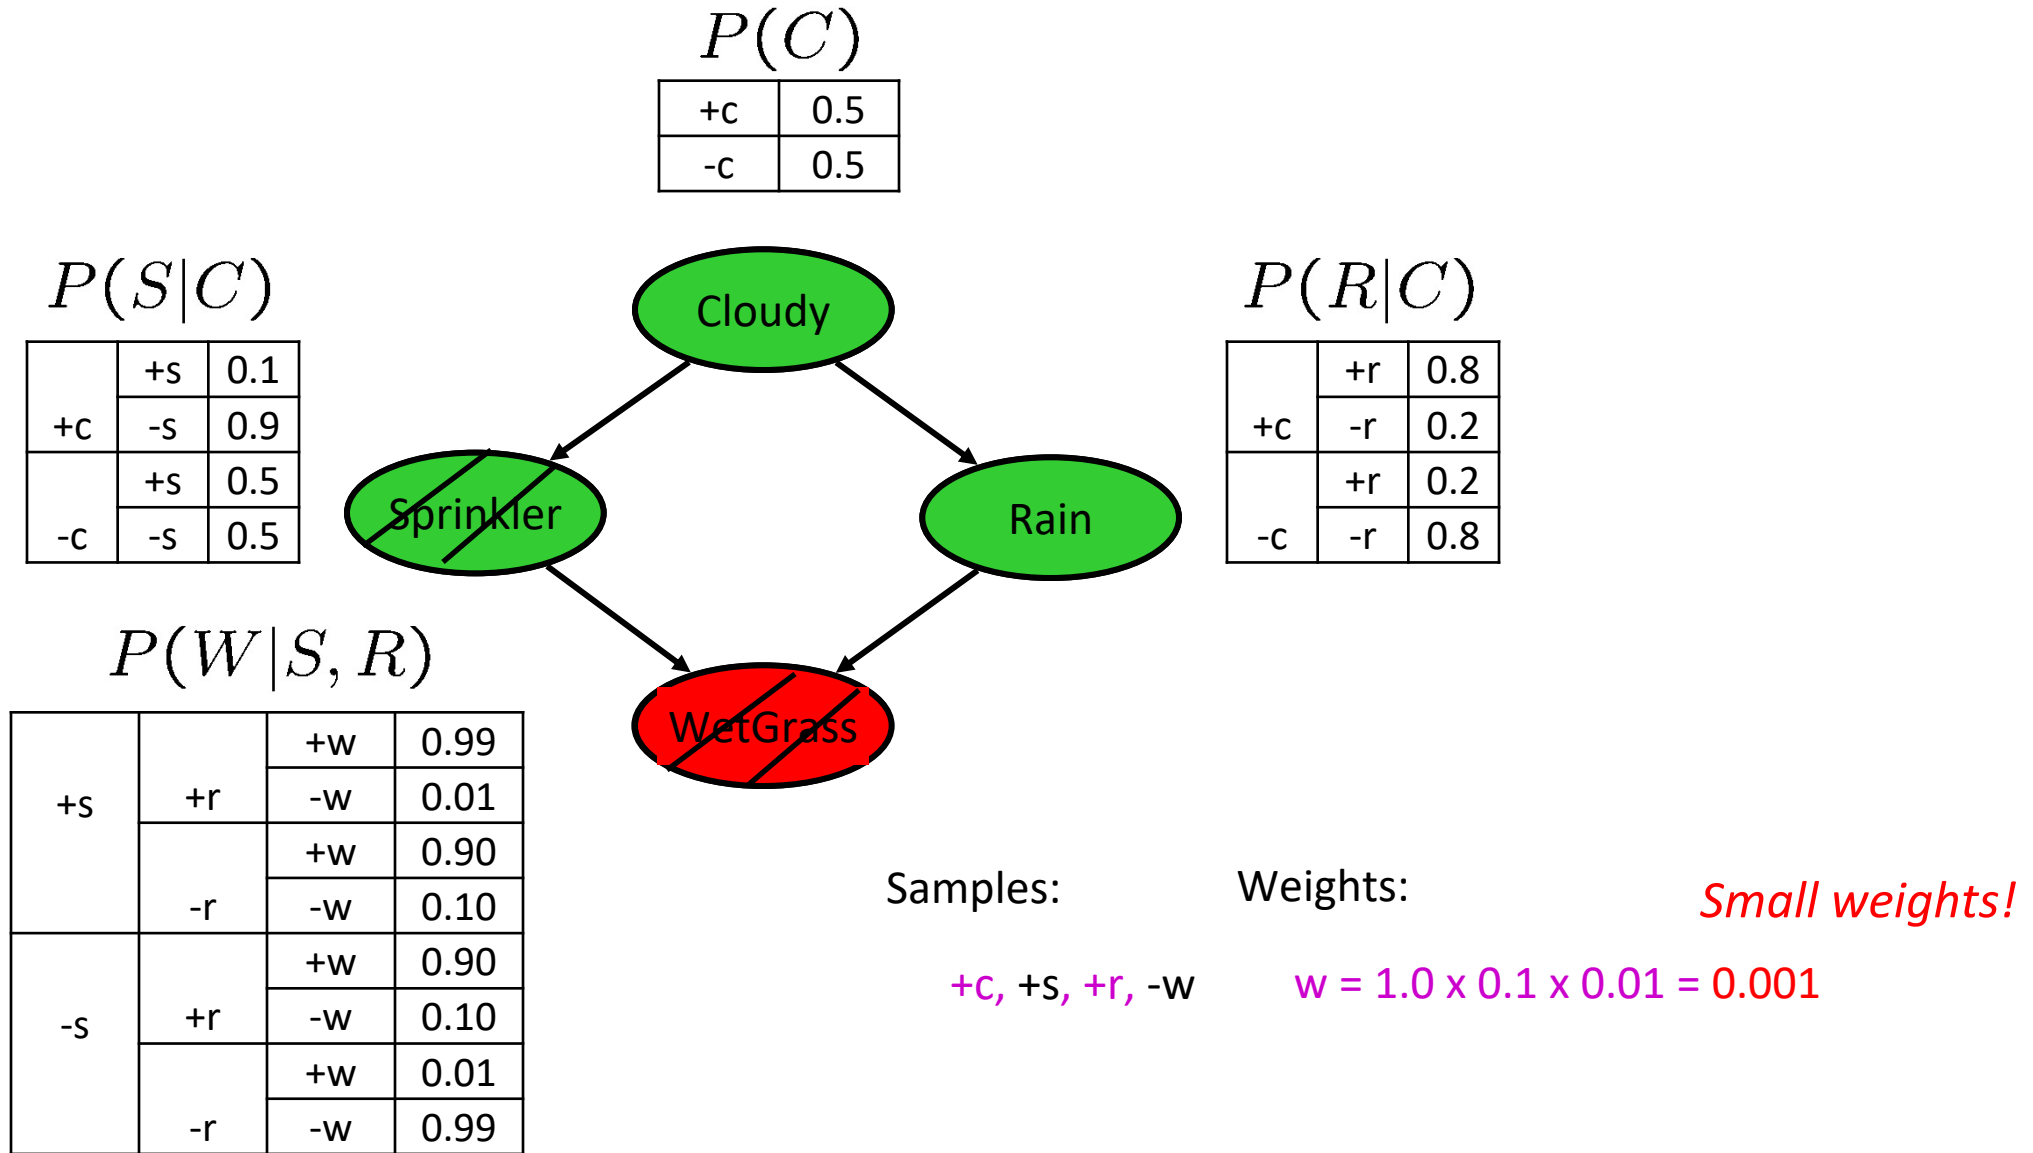 P(C)
+c 0.5
-c 0.5
P(S|C)
+s 0.1
+c -s 0.9
+s 0.5
-c -s 0.5
Cloudy
P(R|C)
+r 0.8
+c -r 0.2
+r 0.2
-c -r 0.8
Sprinkler
Rain
P(W|S, R)
+w 0.99
+s +r -w 0.01
+w 0.90
-r -w 0.10
+w 0.90
-s +r -w 0.10
+w 0.01
-r -w 0.99
WetGrass
Samples: Weights: Small weights!
+c, +s, +r, -w w = 1.0 x 0.1 x 0.01 = 0.001